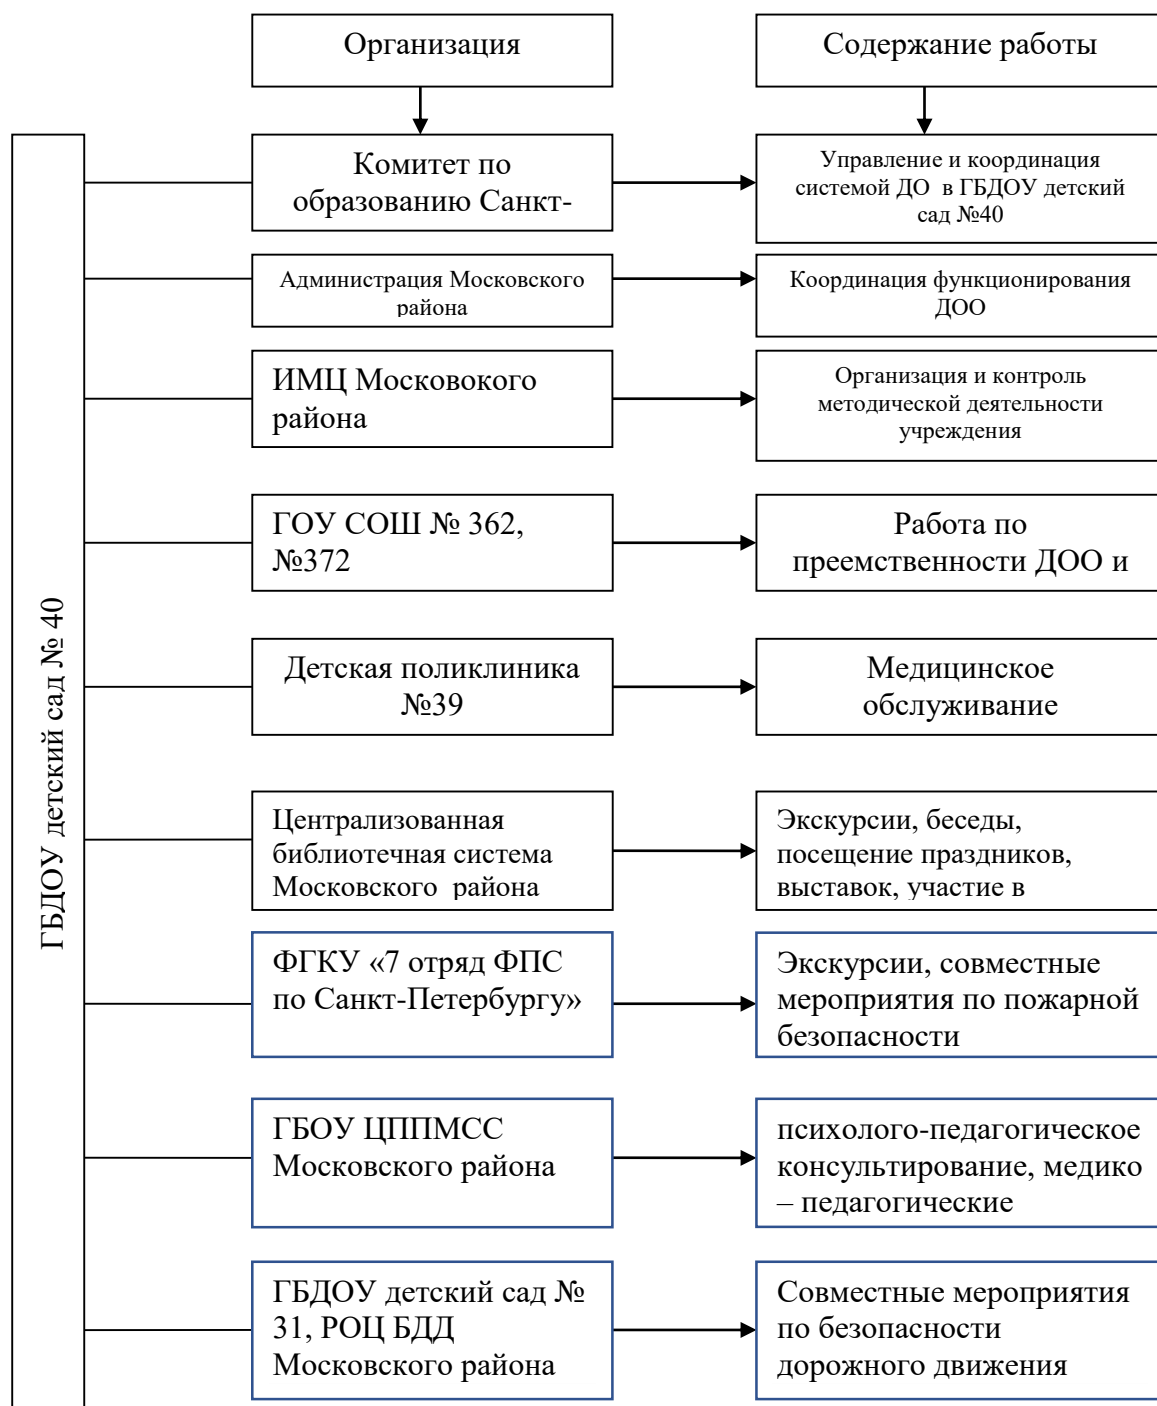 Организация
Содержание работы
ГБДОУ детский сад № 40
Комитет по
образованию Санкт-
Управление и координация
системой ДО в ГБДОУ детский
сад №40
Администрация Московского
района
Координация функционирования
ДОО
ИМЦ Московокого
района
Организация и контроль
методической деятельности
учреждения
ГОУ СОШ № 362,
№372
Работа по
преемственности ДОО и
Детская поликлиника
№39
Медицинское
обслуживание
Централизованная
библиотечная система
Московского района
Экскурсии, беседы,
посещение праздников,
выставок, участие в
ФГКУ «7 отряд ФПС
по Санкт-Петербургу»
Экскурсии, совместные
мероприятия по пожарной
безопасности
ГБОУ ЦППМСС
Московского района
психолого-педагогическое
консультирование, медико
– педагогические
ГБДОУ детский сад №
31, РОЦ БДД
Московского района
Совместные мероприятия
по безопасности
дорожного движения